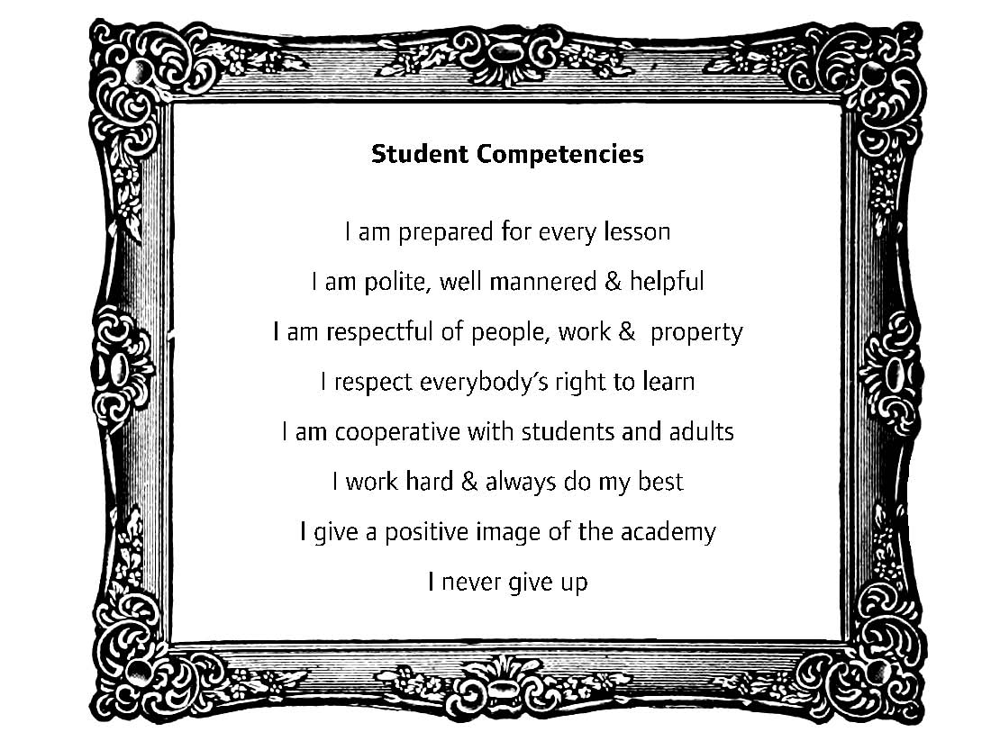 Student Competencies
I am prepared for every lesson
I am polite, well mannered & helpful
I am respectful of people, work &  property
I respect everybody's right to learn
I am cooperative with students and adults
I work hard & always do my best
I give a positive image of the academy
I never give up